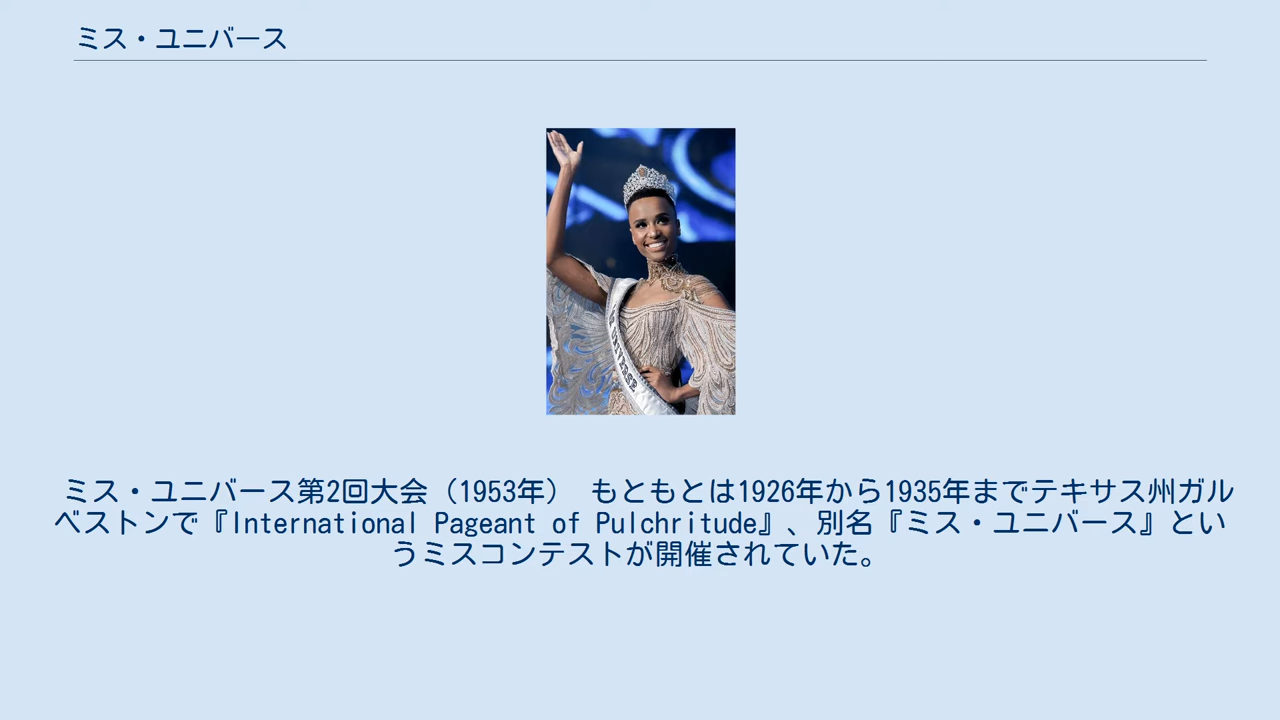 ミス・ユニバース
UNIVERSE
ミス・ユニバース第2回大会（1953年） もともとは1926年から1935年までテキサス州ガル
ベストンで『International Pageant of Pulchritude』、別名『ミス・ユニバース』とい
うミスコンテストが開催されていた。